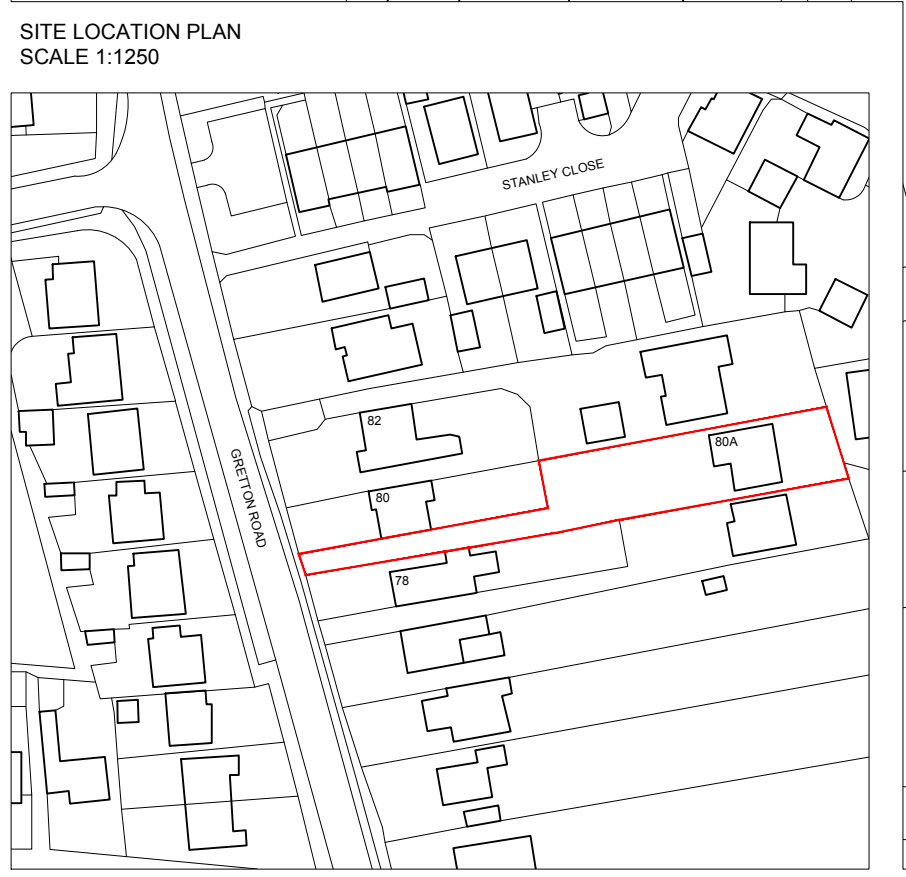 SITE LOCATION PLAN
SCALE 1:1250
STANLEY CLOSE
82
80A
GRETTON ROAD
80
78